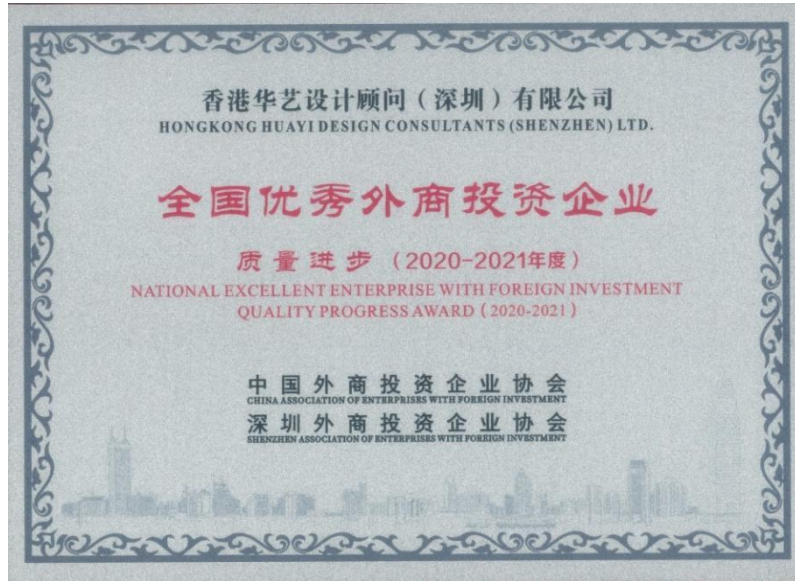 香港华艺设计顾问（深圳）有限公司
HONGKONG HUAYI DESIGN CONSULTANTS (SHENZHEN) LTD.
全国优秀外商投资企业
质量进步（2020-2021年度）
NATIONAL EXCELLENT ENTERPRISE WITH FOREIGN INVESTMENT
QUALITY PROGRESS AWARD (2020-2021)
中国外商投资企业协会
CHINA ASSOCIATION OF ENTERPRISES WITH FOREIGN INVESTMENT
深圳外商投资企业协会
SHENZHEN ASSOCIATION OF ENTERPRISES WITH FOREIGN INVESTMENT